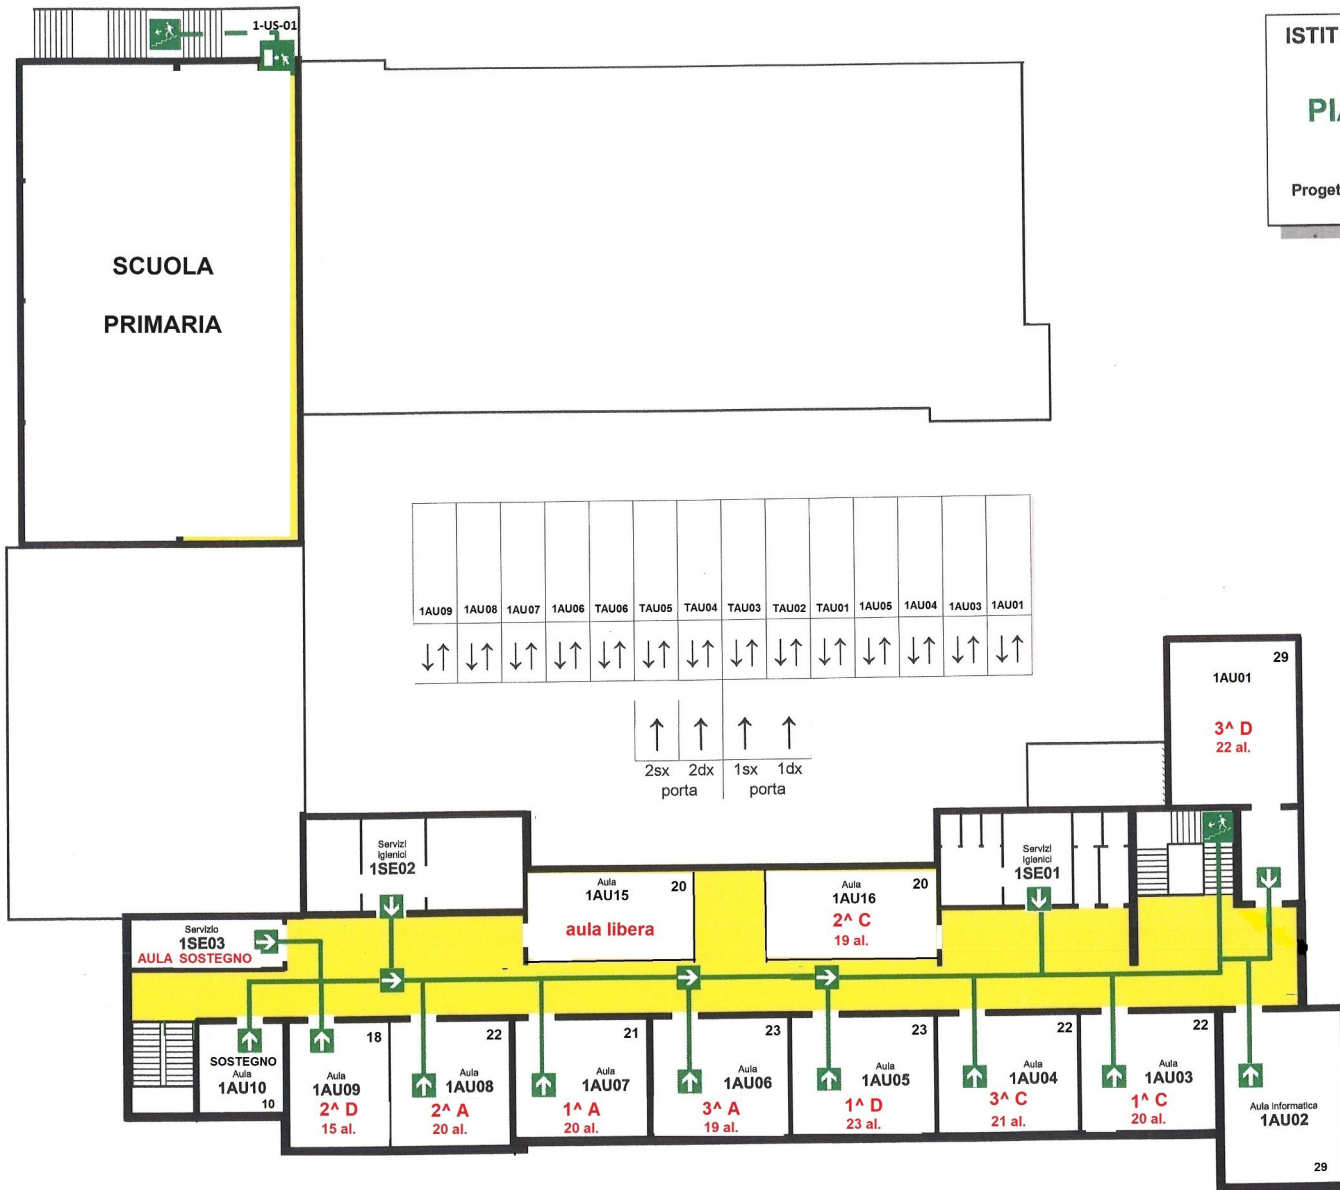 1-US-01
ISTIT
PIA
Proget
SCUOLA
PRIMARIA
1AU09 1AU08 1AU07 1AU06 TAU06 TAU05 TAU04 TAU03 TAU02 TAU01 1AU05 1AU04 1AU03 1AU01
2sx 2dx 1sx 1dx
porta porta
29
1AU01
3^ D
22 al.
Servizi
igienici
1SE02
Aula
1AU15
20
aula libera
Aula
1AU16
20
2^ C
19 al.
Servizi
igienici
1SE01
Servizio
1SE03
AULA SOSTEGNO
SOSTEGNO
Aula
1AU10
10
18
Aula
1AU09
2^ D
15 al.
22
Aula
1AU08
2^ A
20 al.
21
Aula
1AU07
1^ A
20 al.
23
Aula
1AU06
3^ A
19 al.
23
Aula
1AU05
1^ D
23 al.
22
Aula
1AU04
3^ C
21 al.
22
Aula
1AU03
1^ C
20 al.
Aula Informatica
1AU02
29